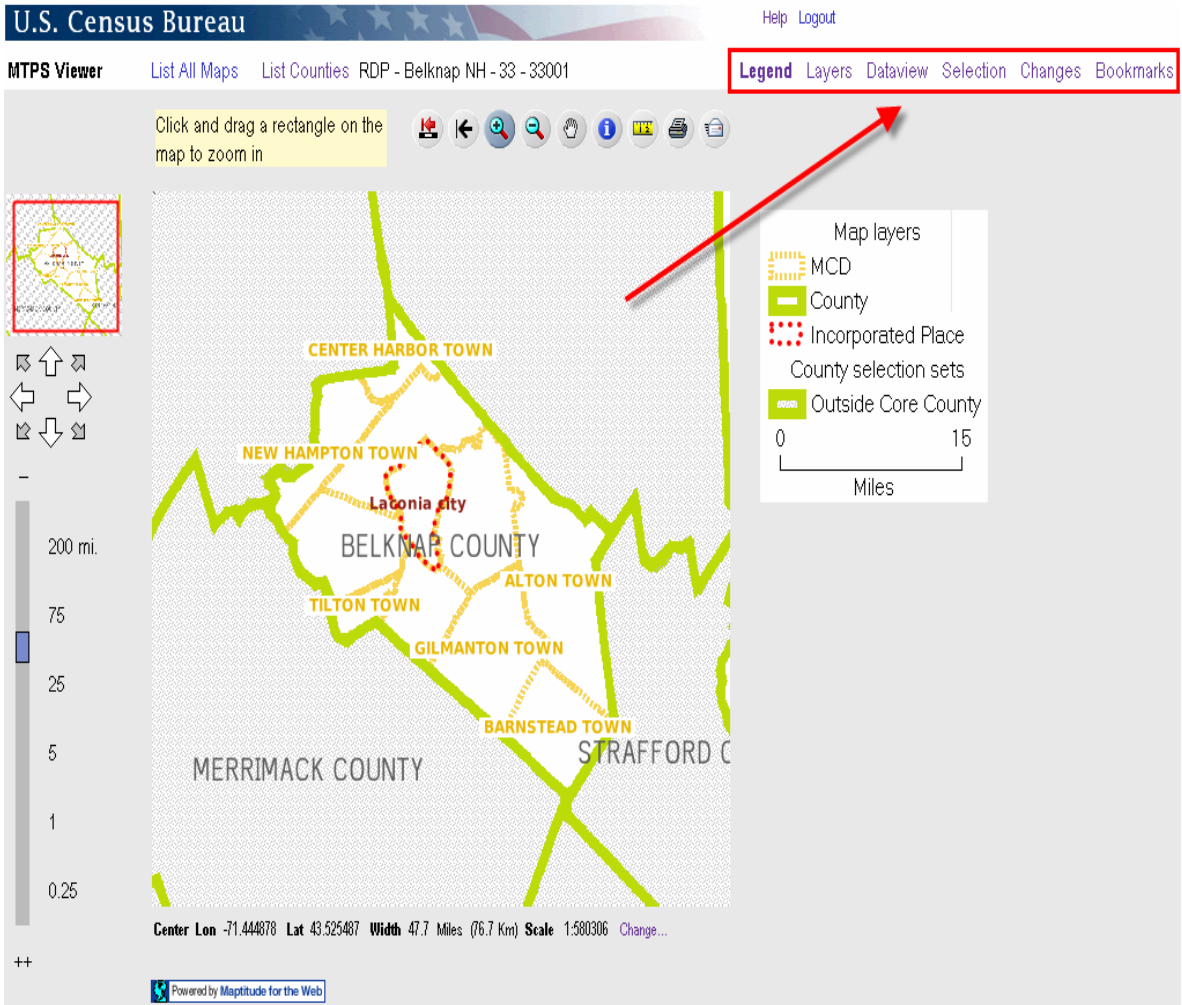 U.S. Census Bureau
Help Logout
MTPS Viewer List All Maps List Counties RDP - Belknap NH - 33 - 33001
Legend Layers Dataview Selection Changes Bookmarks
Click and drag a rectangle on the
map to zoom in
Map layers
MCD
County
Incorporated Place
County selection sets
Outside Core County
0 15
Miles
CENTER HARBOR TOWN
NEW HAMPTON TOWN
Laconia city
BELKNAP COUNTY
ALTON TOWN
TILTON TOWN
GILMANTON TOWN
BARNSTEAD TOWN
STRAFFORD C
MERRIMACK COUNTY
–
200 mi.
75
25
5
1
0.25
++
Center Lon -71.444878 Lat 43.525487 Width 47.7 Miles (76.7 Km) Scale 1:580306 Change...
Powered by Maptitude for the Web